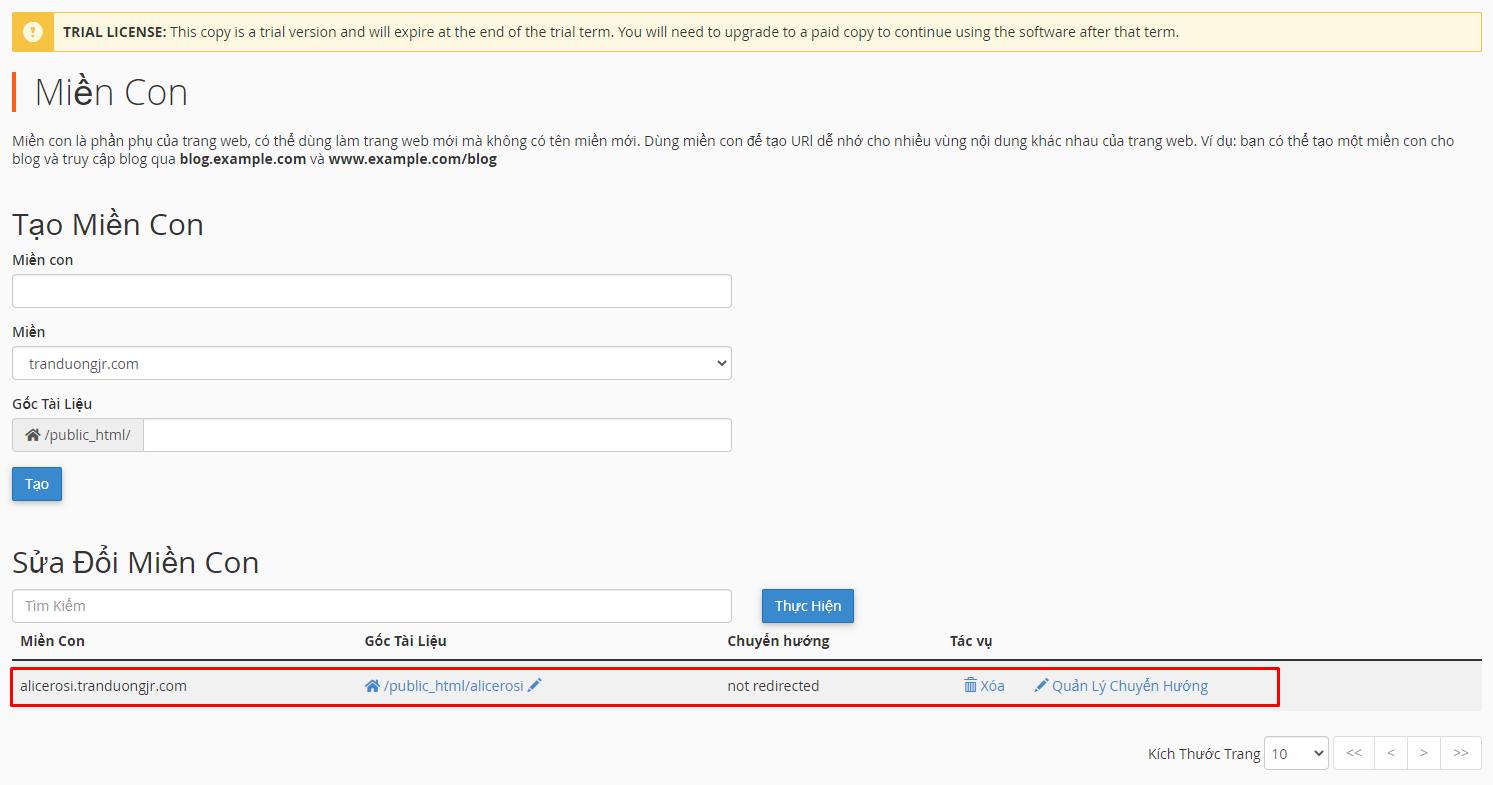 TRIAL LICENSE: This copy is a trial version and will expire at the end of the trial term. You will need to upgrade to a paid copy to continue using the software after that term.
Miền Con
Miền con là phần phụ của trang web, có thể dùng làm trang web mới mà không có tên miền mới. Dùng miền con để tạo URI dễ nhớ cho nhiều vùng nội dung khác nhau của trang web. Ví dụ: bạn có thể tạo một miền con cho
blog và truy cập blog qua blog.example.com và www.example.com/blog
Tạo Miền Con
Miền con
Miền
tranduongjr.com
Gốc Tài Liệu
/public_html/
Tạo
Sửa Đổi Miền Con
Tìm Kiếm Thực Hiện
Miền Con Gốc Tài Liệu Chuyển hướng Tác vụ
alicerosi.tranduongjr.com /public_html/alicerosi not redirected Xóa Quản Lý Chuyển Hướng
Kích Thước Trang 10 << < > >>